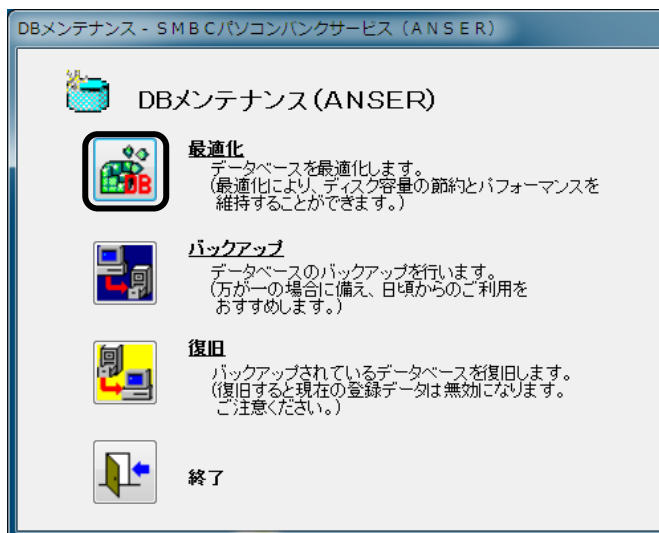 DBメンテナンス - ＳＭＢＣパソコンバンクサービス（ＡＮＳＥＲ）
DBメンテナンス(ANSER)
最適化
データベースを最適化します。
(最適化により、ディスク容量の節約とパフォーマンスを
維持することができます。)
DB
バックアップ
データベースのバックアップを行います。
(万が一の場合に備え、日頃からのご利用を
おすすめします。)
復旧
バックアップされているデータベースを復旧します。
(復旧すると現在の登録データは無効になります。
ご注意ください。)
終了